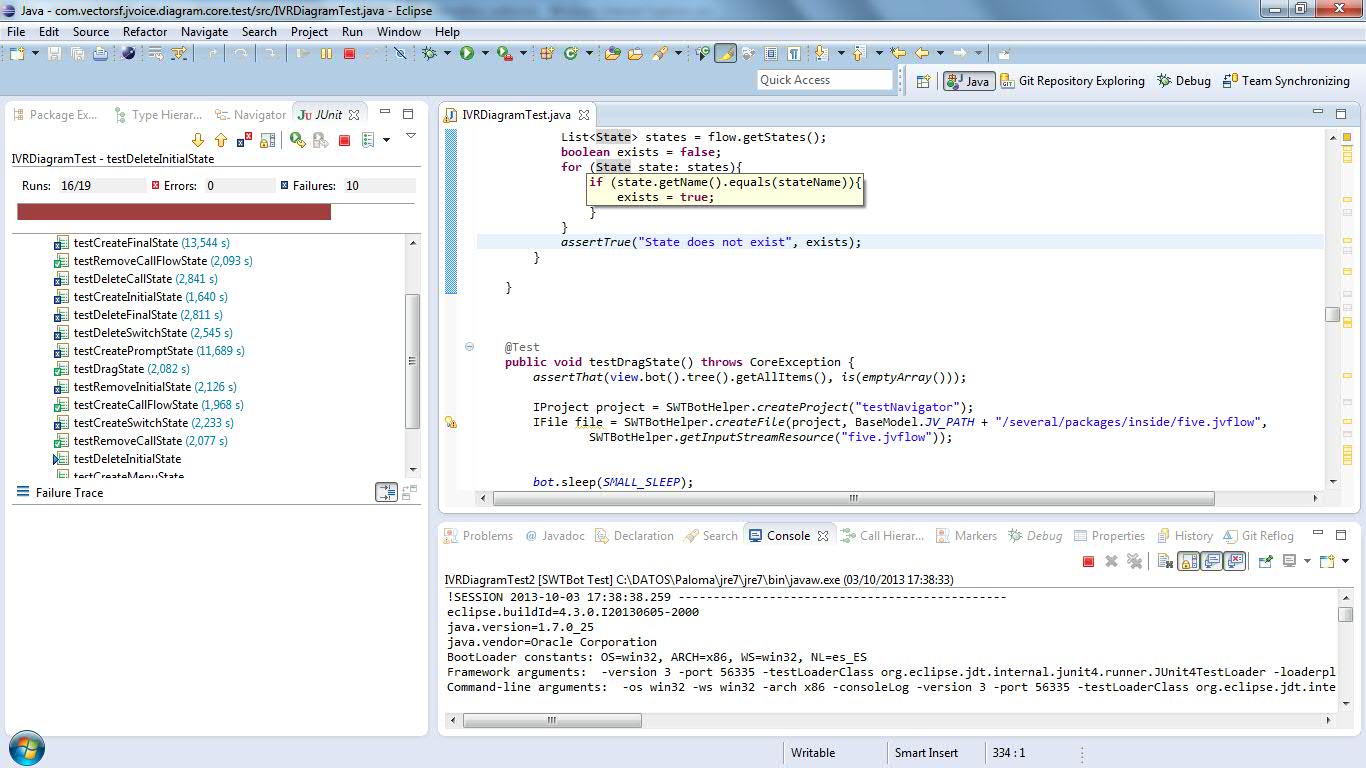 Java - com.vectorsf.jvoice.diagram.core.test/src/IVRDiagramTest.java - Eclipse
File Edit Source Refactor Navigate Search Project Run Window Help
Quick Access
Java Git Repository Exploring Debug Team Synchronizing
Package Ex... Type Hierar... Navigator JUnit
IVRDiagramTest - testDeleteInitialState
Runs: 16/19 Errors: 0 Failures: 10
testCreateFinalState (13,544 s)
testRemoveCallFlowState (2,093 s)
testDeleteCallState (2,841 s)
testCreateInitialState (1,640 s)
testDeleteFinalState (2,811 s)
testDeleteSwitchState (2,545 s)
testCreatePromptState (11,689 s)
testDragState (2,082 s)
testRemoveInitialState (2,126 s)
testCreateCallFlowState (1,968 s)
testCreateSwitchState (2,233 s)
testRemoveCallState (2,077 s)
testDeleteInitialState
testCreateMenuState
Failure Trace
IVRDiagramTest.java
List<State> states = flow.getStates();
boolean exists = false;
for (State state: states){
if (state.getName().equals(stateName)){
exists = true;
}
}
assertTrue("State does not exist", exists);
}
}
@Test
public void testDragState() throws CoreException {
assertThat(view.bot().tree().getAllItems(), is(emptyArray()));
IProject project = SWTBotHelper.createProject("testNavigator");
IFile file = SWTBotHelper.createFile(project, BaseModel.JV_PATH + "/several/packages/inside/five.jvflow",
SWTBotHelper.getInputStreamResource("five.jvflow"));
bot.sleep(SMALL_SLEEP);
Problems @ Javadoc Declaration Search Console Call Hierar... Markers Debug Properties History Git Reflog
IVRDiagramTest2 [SWTBot Test] C:\DATOS\Paloma\jre7\jre7\bin\javaw.exe (03/10/2013 17:38:33)
!SESSION 2013-10-03 17:38:38.259 -----------------------------------------------
eclipse.buildId=4.3.0.I20130605-2000
java.version=1.7.0_25
java.vendor=Oracle Corporation
BootLoader constants: OS=win32, ARCH=x86, WS=win32, NL=es_ES
Framework arguments:  -version 3 -port 56335 -testLoaderClass org.eclipse.jdt.internal.junit4.runner.JUnit4TestLoader -loaderpl
Command-line arguments:  -os win32 -ws win32 -arch x86 -consoleLog -version 3 -port 56335 -testLoaderClass org.eclipse.jdt.inte
Writable Smart Insert 334 : 1